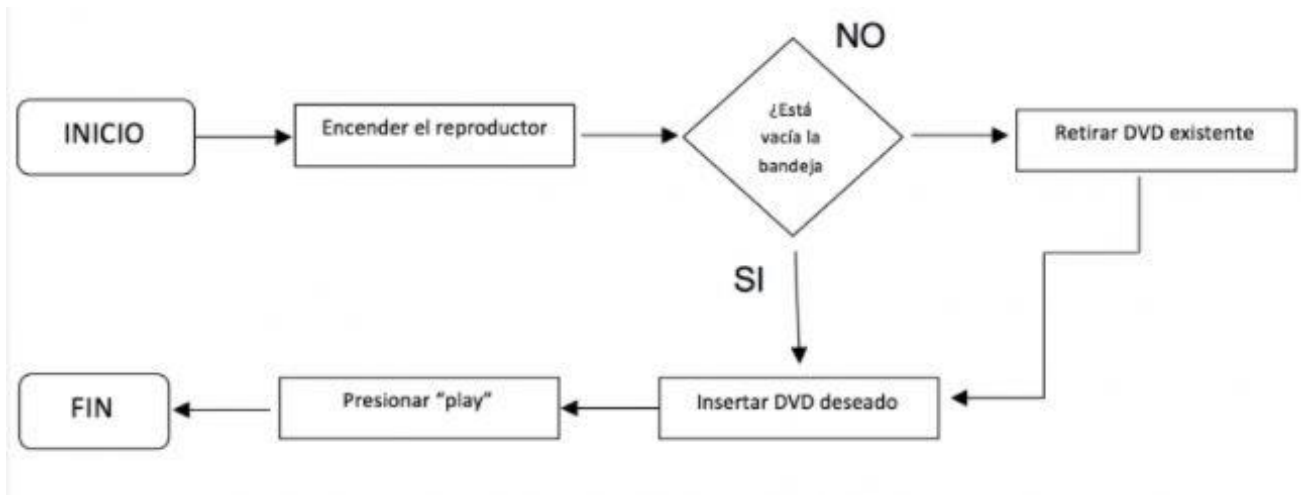 NO
INICIO
Encender el reproductor
¿Está
vacía la
bandeja
Retirar DVD existente
SI
FIN
Presionar “play”
Insertar DVD deseado